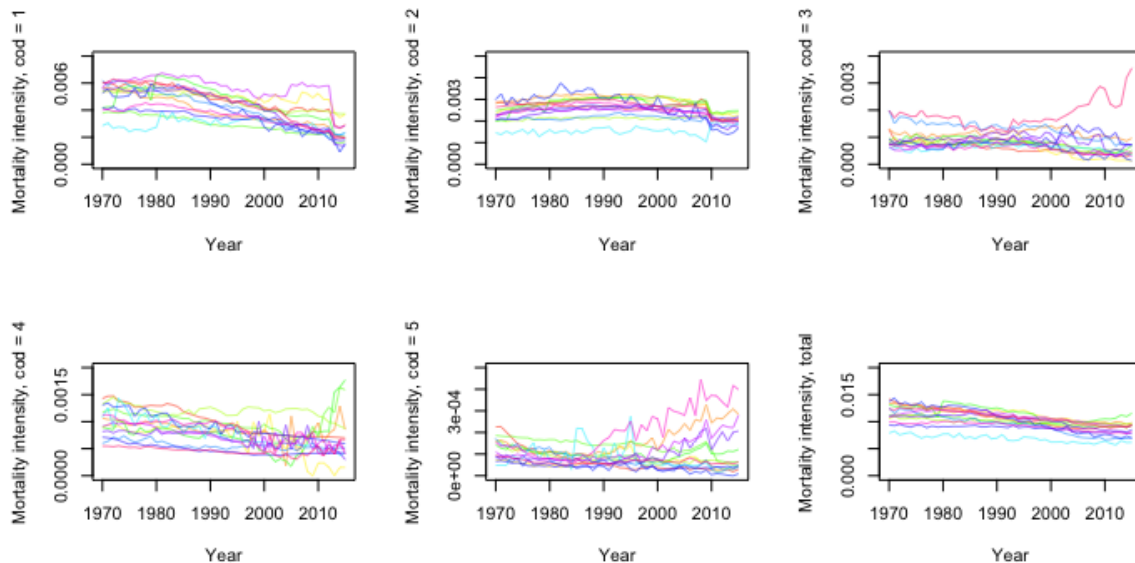 Mortality intensity, cod = 1
0.006
0.000
1970 1980 1990 2000 2010
Year
Mortality intensity, cod = 2
0.003
0.000
1970 1980 1990 2000 2010
Year
Mortality intensity, cod = 3
0.003
0.000
1970 1980 1990 2000 2010
Year
Mortality intensity, cod = 4
0.0015
0.0000
1970 1980 1990 2000 2010
Year
Mortality intensity, cod = 5
3e-04
0e+00
1970 1980 1990 2000 2010
Year
Mortality intensity, total
0.015
0.000
1970 1980 1990 2000 2010
Year